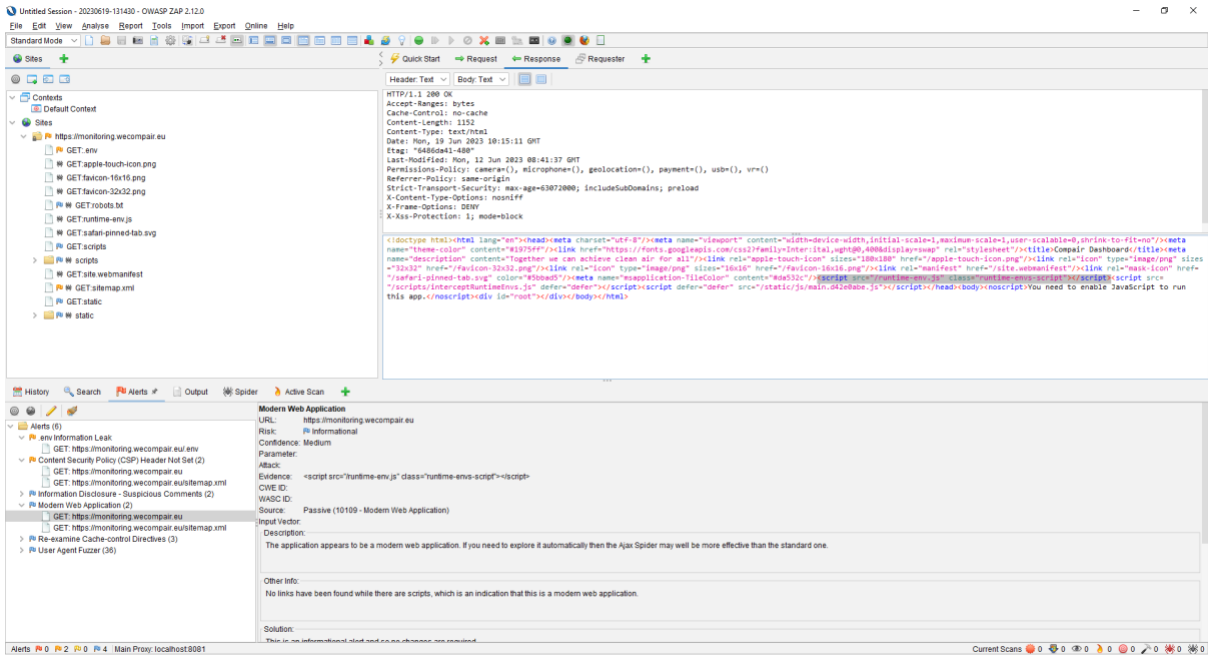 Untitled Session - 20230619-131430 - OWASP ZAP 2.12.0
File Edit View Analyse Report Tools Import Export Online Help
Standard Mode
Sites
Quick Start Request Response Requester
Header: Text Body: Text
Contexts
Default Context
Sites
https://monitoring.wecompair.eu
GET:.env
GET:apple-touch-icon.png
GET:favicon-16x16.png
GET:favicon-32x32.png
GET:robots.txt
GET:runtime-env.js
GET:safari-pinned-tab.svg
GET:scripts
scripts
GET:site.webmanifest
GET:sitemap.xml
GET:static
static
HTTP/1.1 200 OK
Accept-Ranges: bytes
Cache-Control: no-cache
Content-Length: 1152
Content-Type: text/html
Date: Mon, 19 Jun 2023 10:15:11 GMT
Etag: "6486da41-480"
Last-Modified: Mon, 12 Jun 2023 08:41:37 GMT
Permissions-Policy: camera=(), microphone=(), geolocation=(), payment=(), usb=(), vr=()
Referrer-Policy: same-origin
Strict-Transport-Security: max-age=63072000; includeSubDomains; preload
X-Content-Type-Options: nosniff
X-Frame-Options: DENY
X-Xss-Protection: 1; mode=block
<!doctype html><html lang="en"><head><meta charset="utf-8"/><meta name="viewport" content="width=device-width,initial-scale=1,maximum-scale=1,user-scalable=0,shrink-to-fit=no"/><meta
name="theme-color" content="#1975ff"/><link href="https://fonts.googleapis.com/css2?family=Inter:ital,wght@0,400&display=swap" rel="stylesheet"/><title>Compair Dashboard</title><meta
name="description" content="Together we can achieve clean air for all"/><link rel="apple-touch-icon" sizes="180x180" href="/apple-touch-icon.png"/><link rel="icon" type="image/png" sizes
="32x32" href="/favicon-32x32.png"/><link rel="icon" type="image/png" sizes="16x16" href="/favicon-16x16.png"/><link rel="manifest" href="/site.webmanifest"/><link rel="mask-icon" href=
"/safari-pinned-tab.svg" color="#5bbad5"/><meta name="msapplication-TileColor" content="#da532c"/><script src="/runtime-env.js" class="runtime-envs-script"></script><script src=
"/scripts/interceptRuntimeEnvs.js" defer="defer"></script><script defer="defer" src="/static/js/main.d42e0abe.js"></script></head><body><noscript>You need to enable JavaScript to run
this app.</noscript><div id="root"></div></body></html>
History Search Alerts Output Spider Active Scan
Alerts (6)
.env Information Leak
GET: https://monitoring.wecompair.eu/.env
Content Security Policy (CSP) Header Not Set (2)
GET: https://monitoring.wecompair.eu
GET: https://monitoring.wecompair.eu/sitemap.xml
Information Disclosure - Suspicious Comments (2)
Modern Web Application (2)
GET: https://monitoring.wecompair.eu
GET: https://monitoring.wecompair.eu/sitemap.xml
Re-examine Cache-control Directives (3)
User Agent Fuzzer (36)
Modern Web Application
URL: https://monitoring.wecompair.eu
Risk: Informational
Confidence: Medium
Parameter:
Attack:
Evidence: <script src="/runtime-env.js" class="runtime-envs-script"></script>
CWE ID:
WASC ID:
Source: Passive (10109 - Modern Web Application)
Input Vector:
Description:
The application appears to be a modern web application. If you need to explore it automatically then the Ajax Spider may well be more effective than the standard one.
Other Info:
No links have been found while there are scripts, which is an indication that this is a modern web application.
Solution:
This is an informational alert and so no changes are required.
Alerts 0 2 0 4 Main Proxy: localhost:8081
Current Scans 0 0 0 0 0 0 0 0